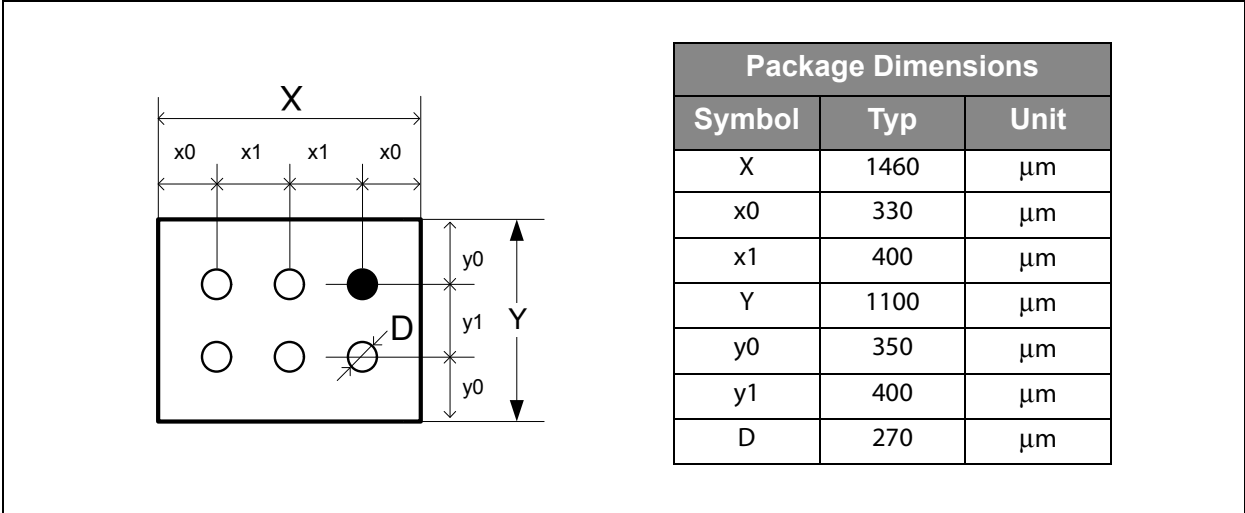 X
x0 x1 x1 x0
y0
y1 Y
D
y0
Package Dimensions
Symbol Typ Unit
X 1460 μm
x0 330 μm
x1 400 μm
Y 1100 μm
y0 350 μm
y1 400 μm
D 270 μm